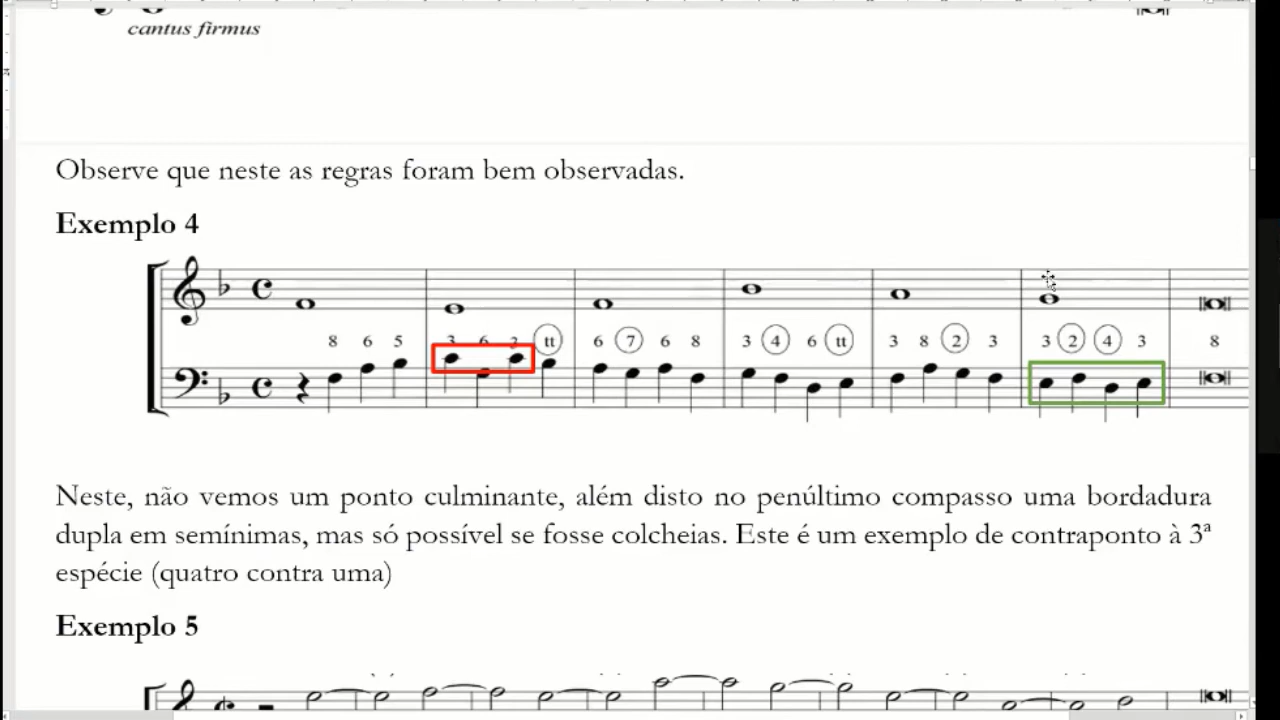 cantus firmus
Observe que neste as regras foram bem observadas.
Exemplo 4
8 6 5 3 6 3 tt 6 7 6 8 3 4 6 tt 3 8 2 3 3 2 4 3 8
Neste, não vemos um ponto culminante, além disto no penúltimo compasso uma bordadura
dupla em semínimas, mas só possível se fosse colcheias. Este é um exemplo de contraponto à 3ª
espécie (quatro contra uma)
Exemplo 5